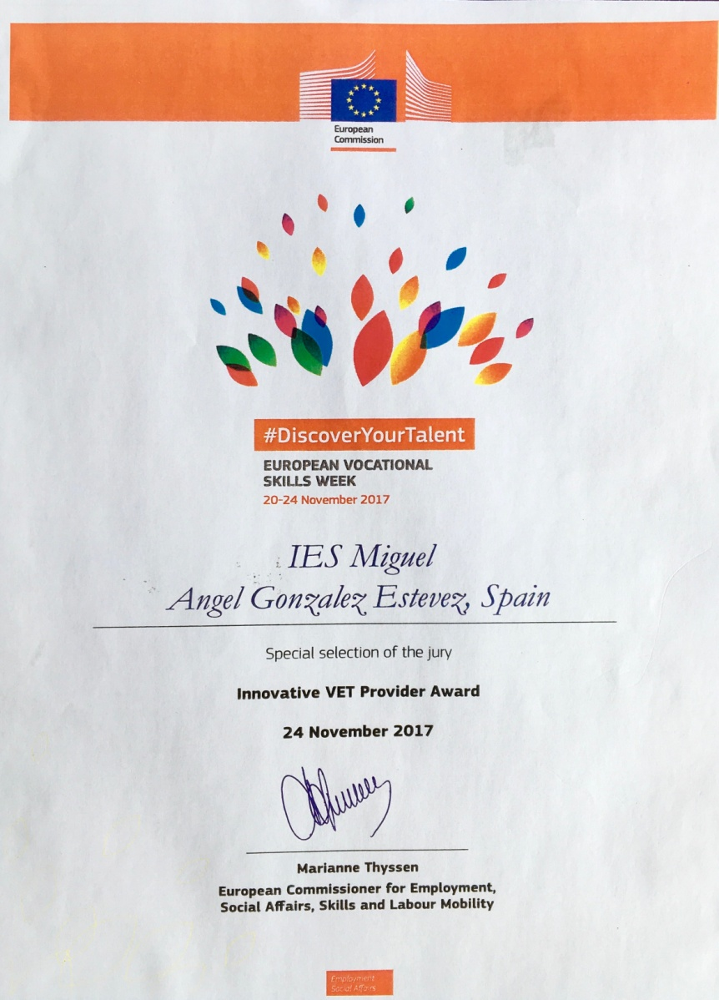 European
Commission
#DiscoverYourTalent
EUROPEAN VOCATIONAL
SKILLS WEEK
20-24 November 2017
IES Miguel
Angel Gonzalez Estevez, Spain
Special selection of the jury
Innovative VET Provider Award
24 November 2017
Marianne Thyssen
European Commissioner for Employment,
Social Affairs, Skills and Labour Mobility
Employment
Social Affairs